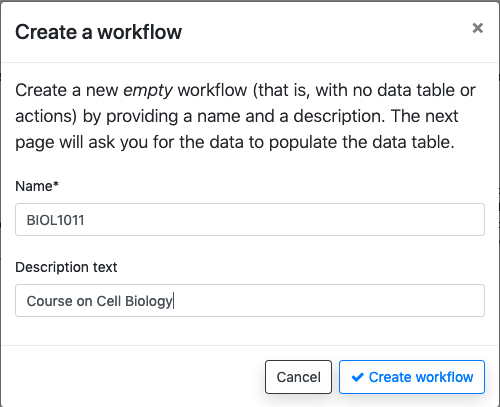 Create a workflow ×
Create a new empty workflow (that is, with no data table or
actions) by providing a name and a description. The next
page will ask you for the data to populate the data table.
Name*
BIOL1011
Description text
Course on Cell Biology
Cancel ✔ Create workflow